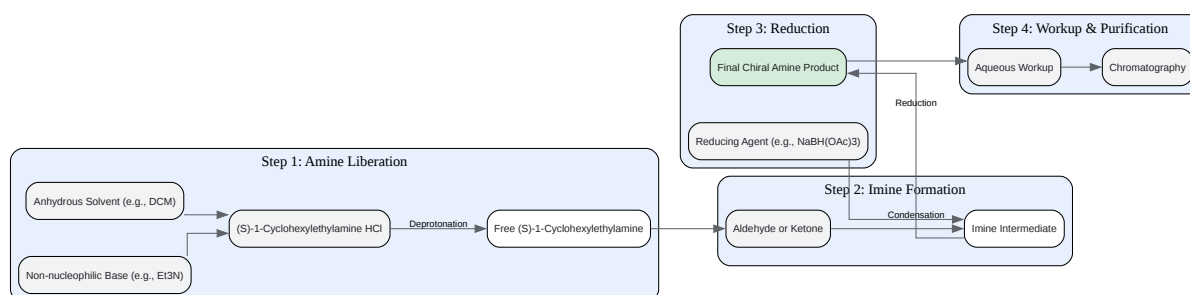 Step 3: Reduction
Final Chiral Amine Product
Reducing Agent (e.g., NaBH(OAc)3)
Step 4: Workup & Purification
Aqueous Workup
Chromatography
Reduction
Step 1: Amine Liberation
Anhydrous Solvent (e.g., DCM)
(S)-1-Cyclohexylethylamine HCl
Deprotonation
Free (S)-1-Cyclohexylethylamine
Non-nucleophilic Base (e.g., Et3N)
Step 2: Imine Formation
Aldehyde or Ketone
Condensation
Imine Intermediate